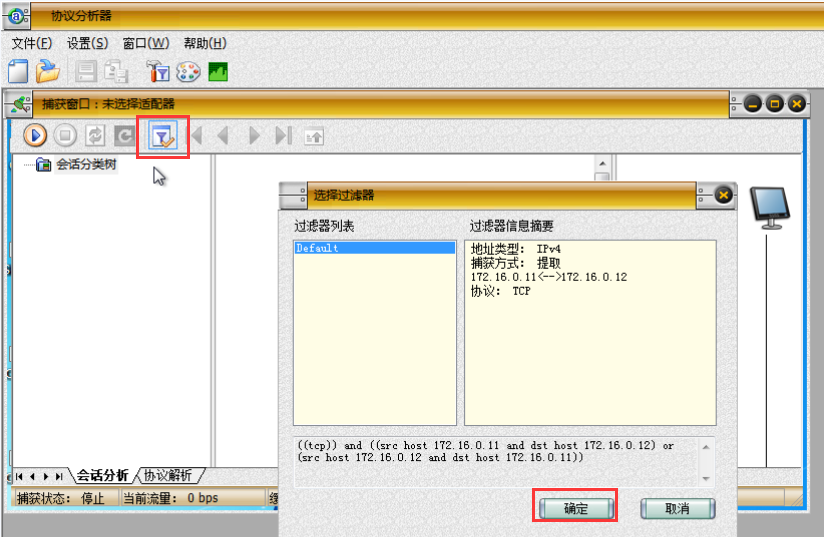 协议分析器
文件(F) 设置(S) 窗口(W) 帮助(H)
捕获窗口：未选择适配器
会话分类树
选择过滤器
过滤器列表
Default
过滤器信息摘要
地址类型： IPv4
捕获方式： 提取
172.16.0.11<-->172.16.0.12
协议： TCP
((tcp)) and ((src host 172.16.0.11 and dst host 172.16.0.12) or
(src host 172.16.0.12 and dst host 172.16.0.11))
确定 取消
会话分析 协议解析
捕获状态： 停止 当前流量： 0 bps